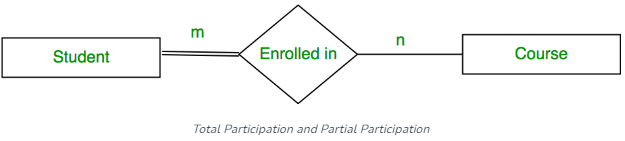 m
n
Student
Enrolled in
Course
Total Participation and Partial Participation